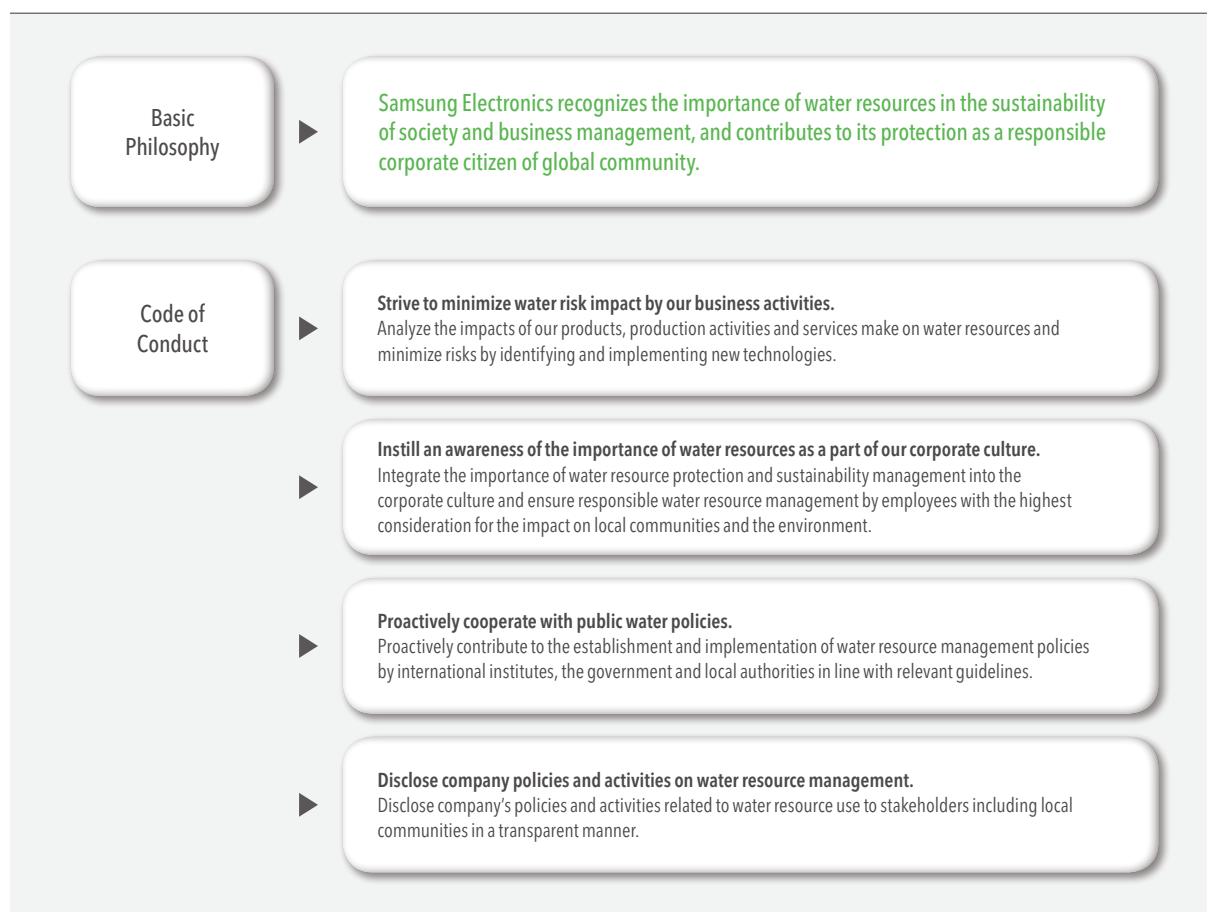 Basic
Philosophy
Samsung Electronics recognizes the importance of water resources in the sustainability
of society and business management, and contributes to its protection as a responsible
corporate citizen of global community.
Code of
Conduct
Strive to minimize water risk impact by our business activities.
Analyze the impacts of our products, production activities and services make on water resources and
minimize risks by identifying and implementing new technologies.
Instill an awareness of the importance of water resources as a part of our corporate culture.
Integrate the importance of water resource protection and sustainability management into the
corporate culture and ensure responsible water resource management by employees with the highest
consideration for the impact on local communities and the environment.
Proactively cooperate with public water policies.
Proactively contribute to the establishment and implementation of water resource management policies
by international institutes, the government and local authorities in line with relevant guidelines.
Disclose company policies and activities on water resource management.
Disclose company's policies and activities related to water resource use to stakeholders including local
communities in a transparent manner.